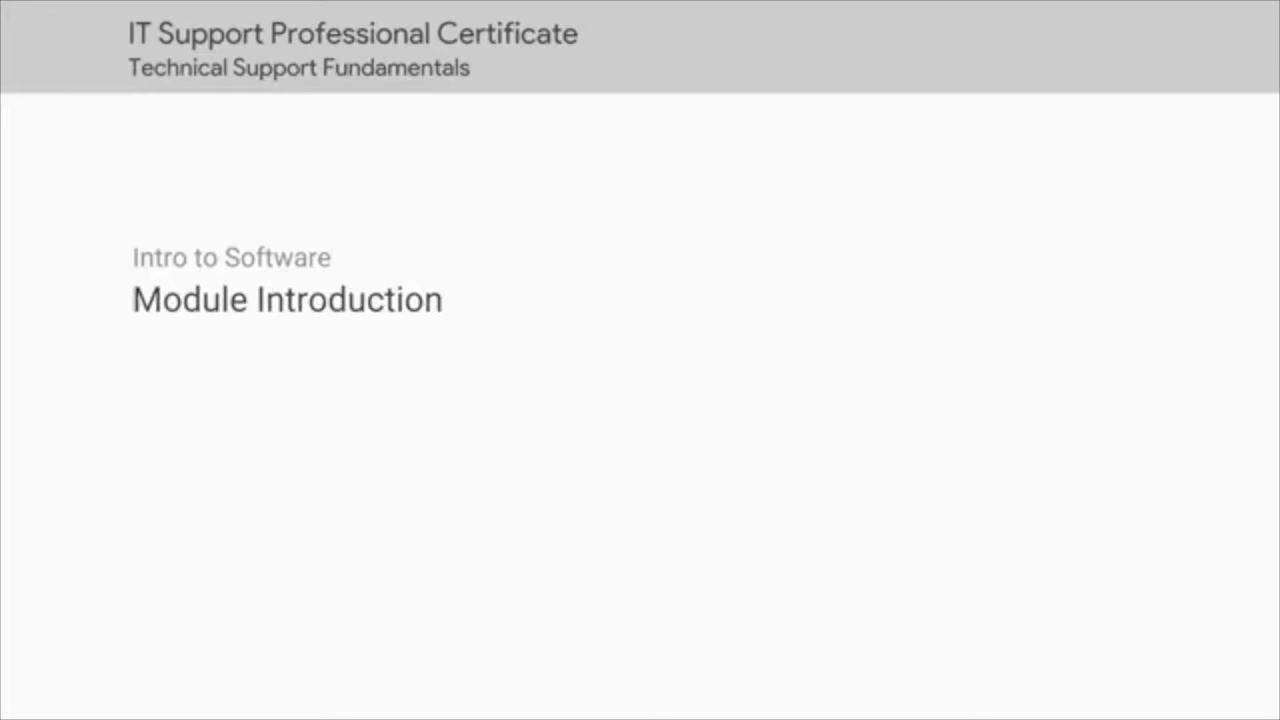 IT Support Professional Certificate
Technical Support Fundamentals
Intro to Software
Module Introduction